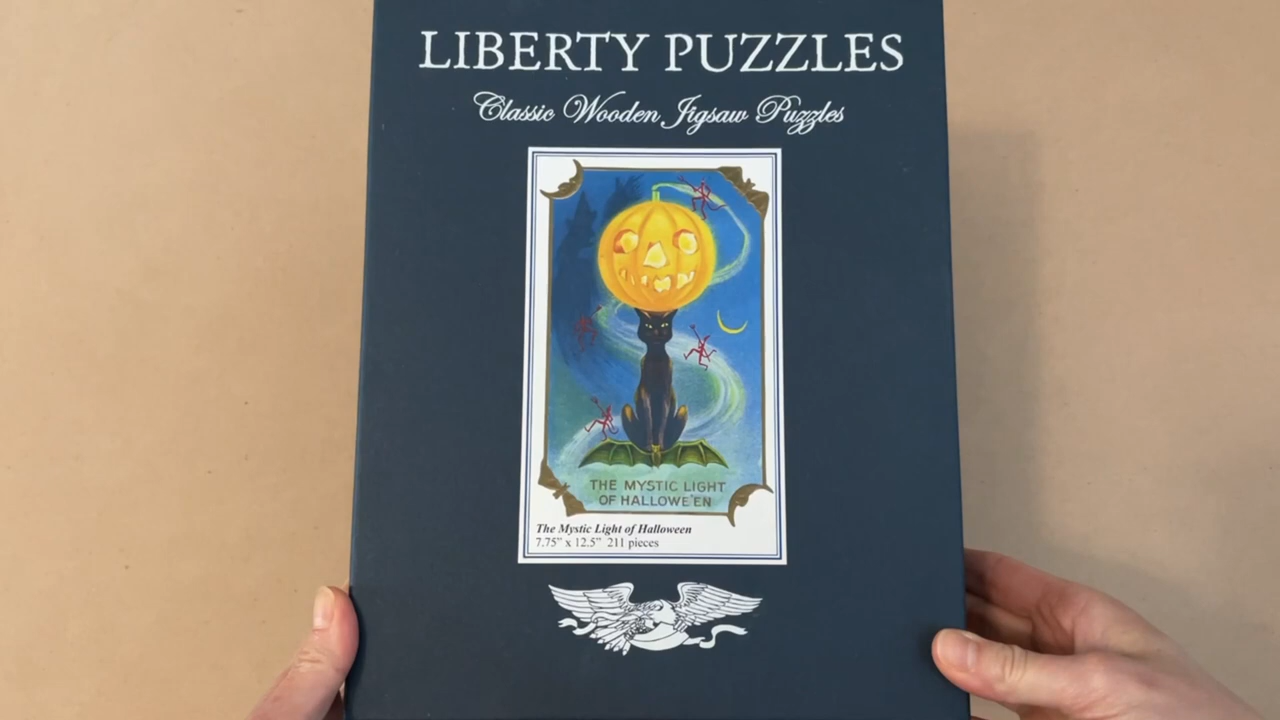 LIBERTY PUZZLES
Classic Wooden Jigsaw Puzzles
THE MYSTIC LIGHT
OF HALLOWE'EN
The Mystic Light of Halloween
7.75" x 12.5" 211 pieces